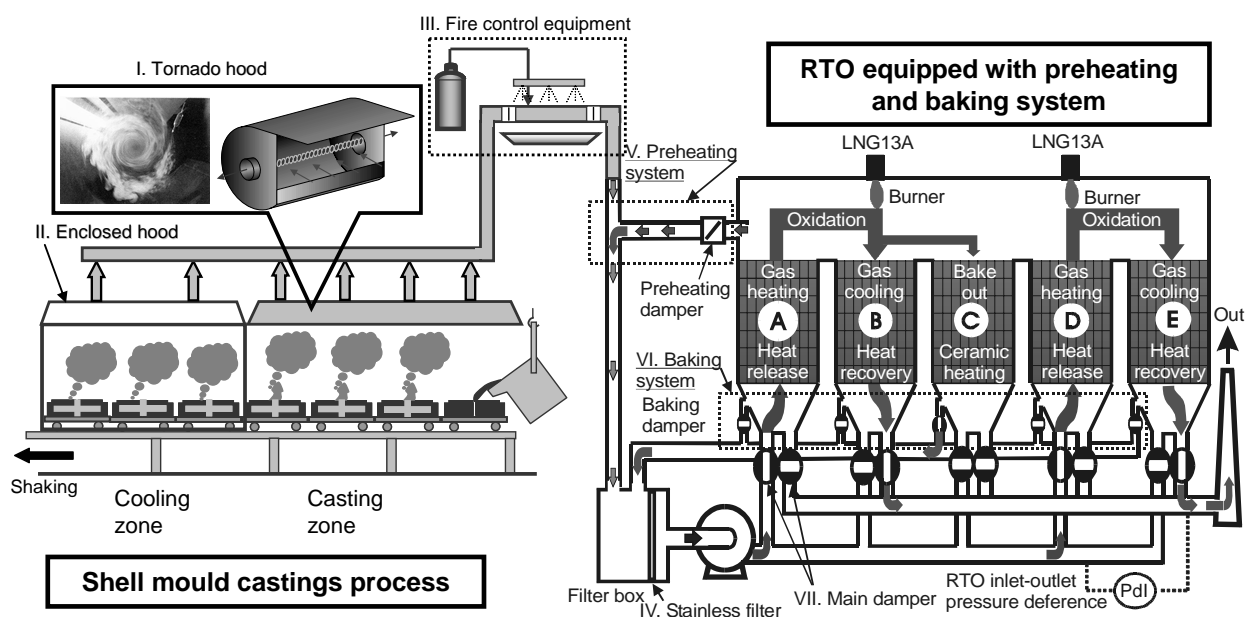 III. Fire control equipment
I. Tornado hood
RTO equipped with preheating
and baking system
LNG13A
LNG13A
V. Preheating
system
Burner
Burner
Oxidation
Oxidation
II. Enclosed hood
Preheating
damper
Gas
heating
A
Heat
release
Gas
cooling
B
Heat
recovery
Bake
out
C
Ceramic
heating
Gas
heating
D
Heat
release
Gas
cooling
E
Heat
recovery
Out
VI. Baking
system
Baking
damper
Shaking
Cooling
zone
Casting
zone
Shell mould castings process
Filter box
IV. Stainless filter
VII. Main damper
RTO inlet-outlet
pressure deference
PdI